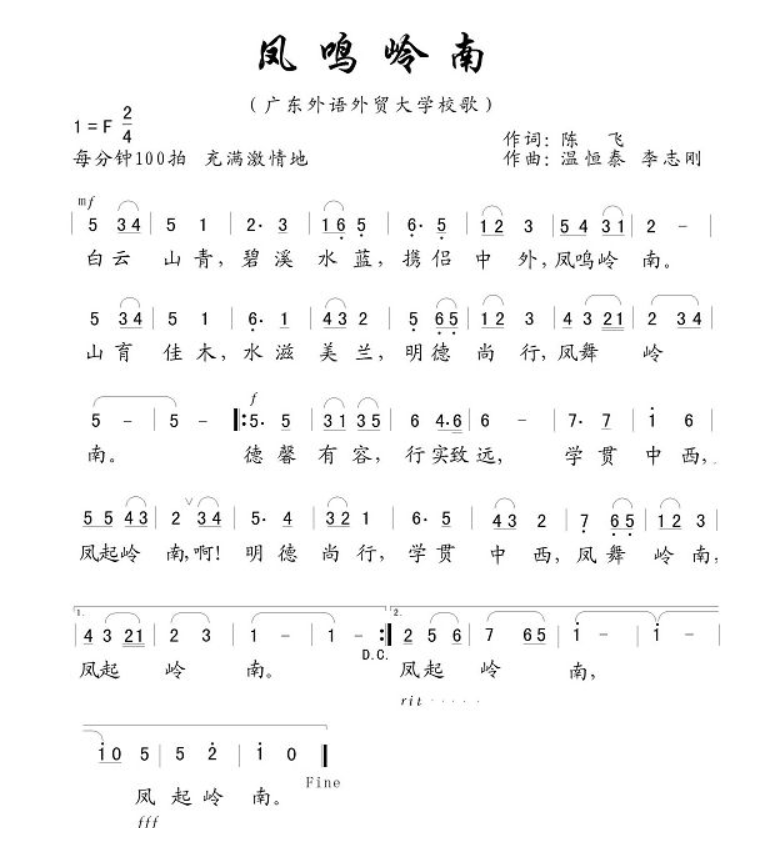 凤鸣岭南
(广东外语外贸大学校歌)
1=F 2/4
作词：陈 飞
每分钟100拍 充满激情地
作曲：温恒泰 李志刚
mf
| 5 34 | 5 1 | 2· 3 | 16 5 | 6· 5 | 12 3 | 54 31 | 2 － |
白云 山青，碧溪 水蓝，携侣 中 外，凤鸣岭 南。
5 34 | 5 1 | 6· 1 | 43 2 | 5 65 | 12 3 | 4 3 21 | 2 34 |
山育 佳木，水滋 美兰，明德 尚行，凤舞 岭
f
5 － | 5 － ‖: 5· 5 | 31 35 | 6 4·6 | 6 － | 7· 7 | 1 6 |
南。 德馨 有容，行实致远， 学贯 中西，
5 5 43 | 2 ∨ 34 | 5· 4 | 32 1 | 6· 5 | 43 2 | 7 65 | 12 3 |
凤起岭 南，啊！明德 尚行，学贯 中西，凤舞 岭南，
1. 2.
| 4 3 21 | 2 3 | 1 － | 1 － :‖ 2 5 6 | 7 65 | 1 － | 1 － |
D.C.
凤起 岭 南。 凤起 岭 南，
rit · · · · ·
10 5 | 5 2 | 1 0 ‖
Fine
凤 起岭 南。
fff